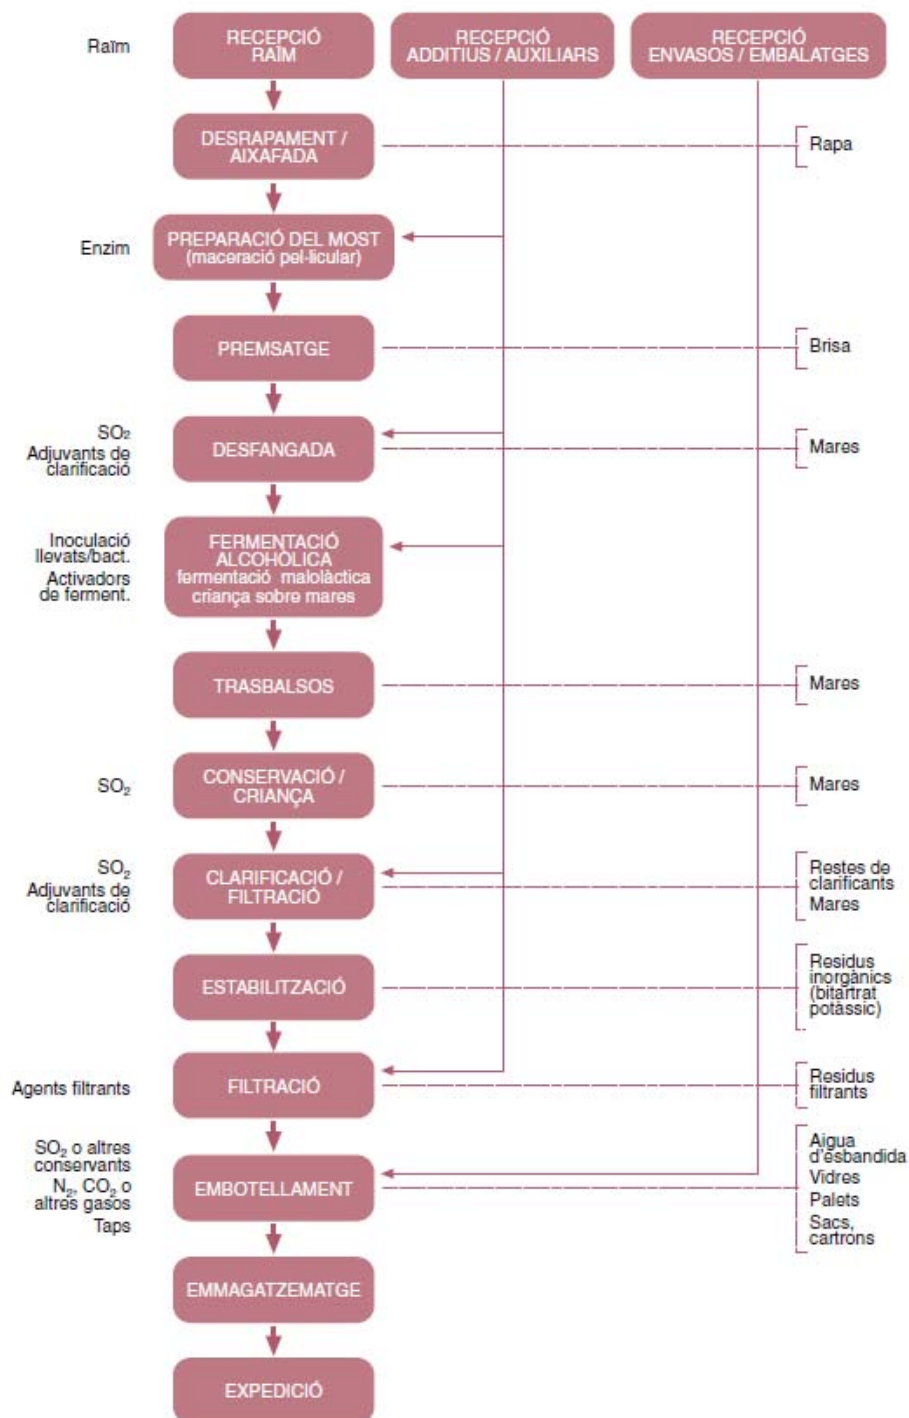 Raïm
RECEPCIÓ
RAÏM
RECEPCIÓ
ADDITIUS / AUXILIARS
RECEPCIÓ
ENVASOS / EMBALATGES
DESRAPAMENT /
AIXAFADA
Rapa
Enzim
PREPARACIÓ DEL MOST
(maceració pel·licular)
PREMSATGE
Brisa
SO₂
Adjuvants de
clarificació
DESFANGADA
Mares
Inoculació
llevats/bact.
Activadors
de ferment.
FERMENTACIÓ
ALCOHÒLICA
fermentació malolàctica
criança sobre mares
TRASBALSOS
Mares
SO₂
CONSERVACIÓ /
CRIANÇA
Mares
SO₂
Adjuvants de
clarificació
CLARIFICACIÓ /
FILTRACIÓ
Restes de
clarificants
Mares
ESTABILITZACIÓ
Residus
inorgànics
(bitartrat
potàssic)
Agents filtrants
FILTRACIÓ
Residus
filtrants
SO₂ o altres
conservants
N₂, CO₂ o
altres gasos
Taps
EMBOTELLAMENT
Aigua
d'esbandida
Vidres
Palets
Sacs,
cartrons
EMMAGATZEMATGE
EXPEDICIÓ